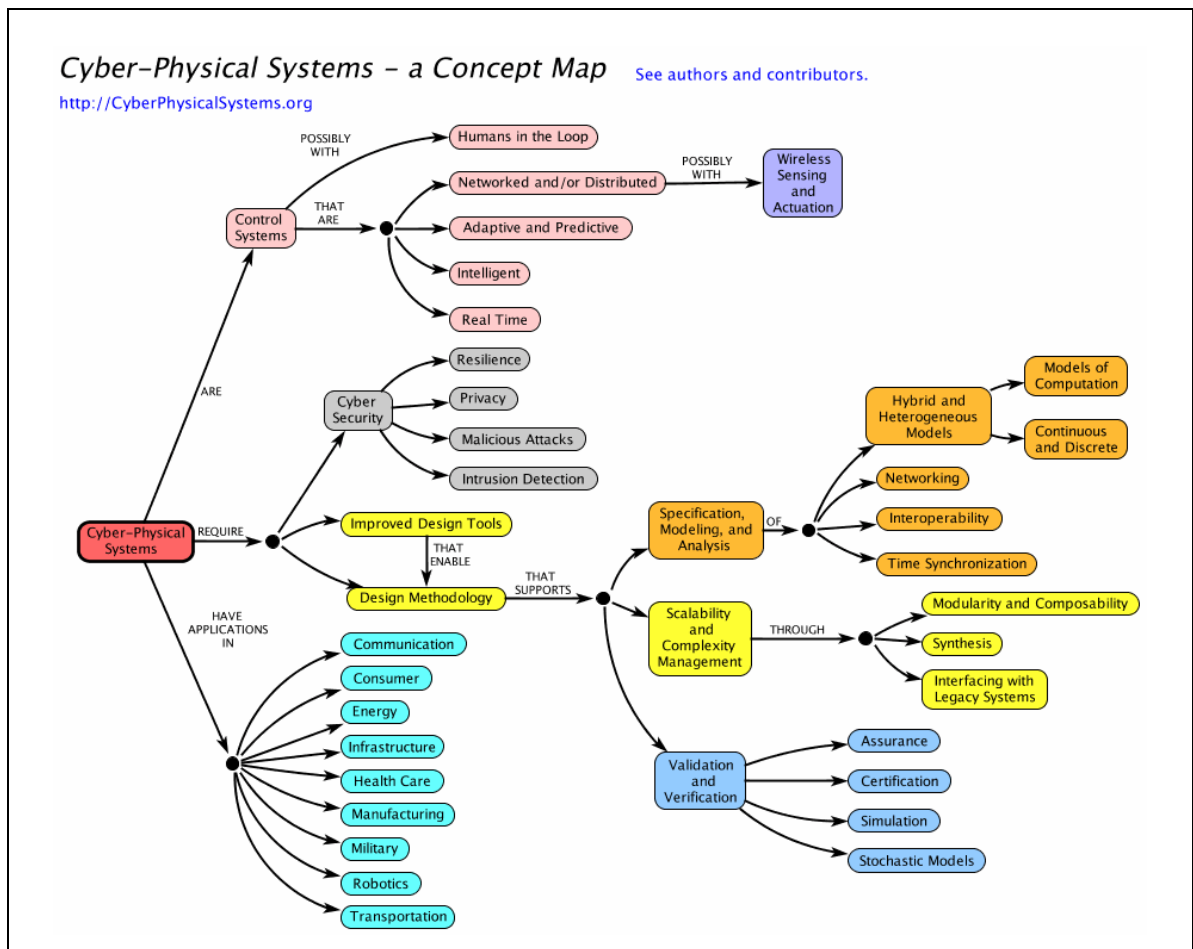 Cyber-Physical Systems - a Concept Map
See authors and contributors.
http://CyberPhysicalSystems.org
POSSIBLY
WITH
Humans in the Loop
Networked and/or Distributed
POSSIBLY
WITH
Wireless
Sensing
and
Actuation
Control
Systems
THAT
ARE
Adaptive and Predictive
Intelligent
Real Time
ARE
Cyber
Security
Resilience
Privacy
Malicious Attacks
Intrusion Detection
Cyber-Physical
Systems
REQUIRE
Improved Design Tools
THAT
ENABLE
Design Methodology
THAT
SUPPORTS
Specification,
Modeling, and
Analysis
OF
Hybrid and
Heterogeneous
Models
Models of
Computation
Continuous
and Discrete
Networking
Interoperability
Time Synchronization
Scalability
and
Complexity
Management
THROUGH
Modularity and Composability
Synthesis
Interfacing with
Legacy Systems
Validation
and
Verification
Assurance
Certification
Simulation
Stochastic Models
HAVE
APPLICATIONS
IN
Communication
Consumer
Energy
Infrastructure
Health Care
Manufacturing
Military
Robotics
Transportation